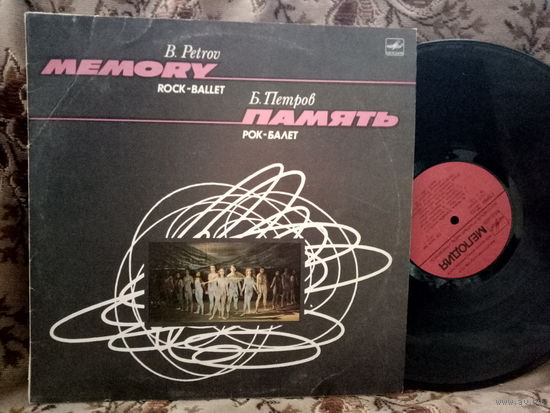 B. Petrov
MEMORY
ROCK-BALLET
Б. Петров
ПАМЯТЬ
РОК-БАЛЕТ
МЕЛОДИЯ